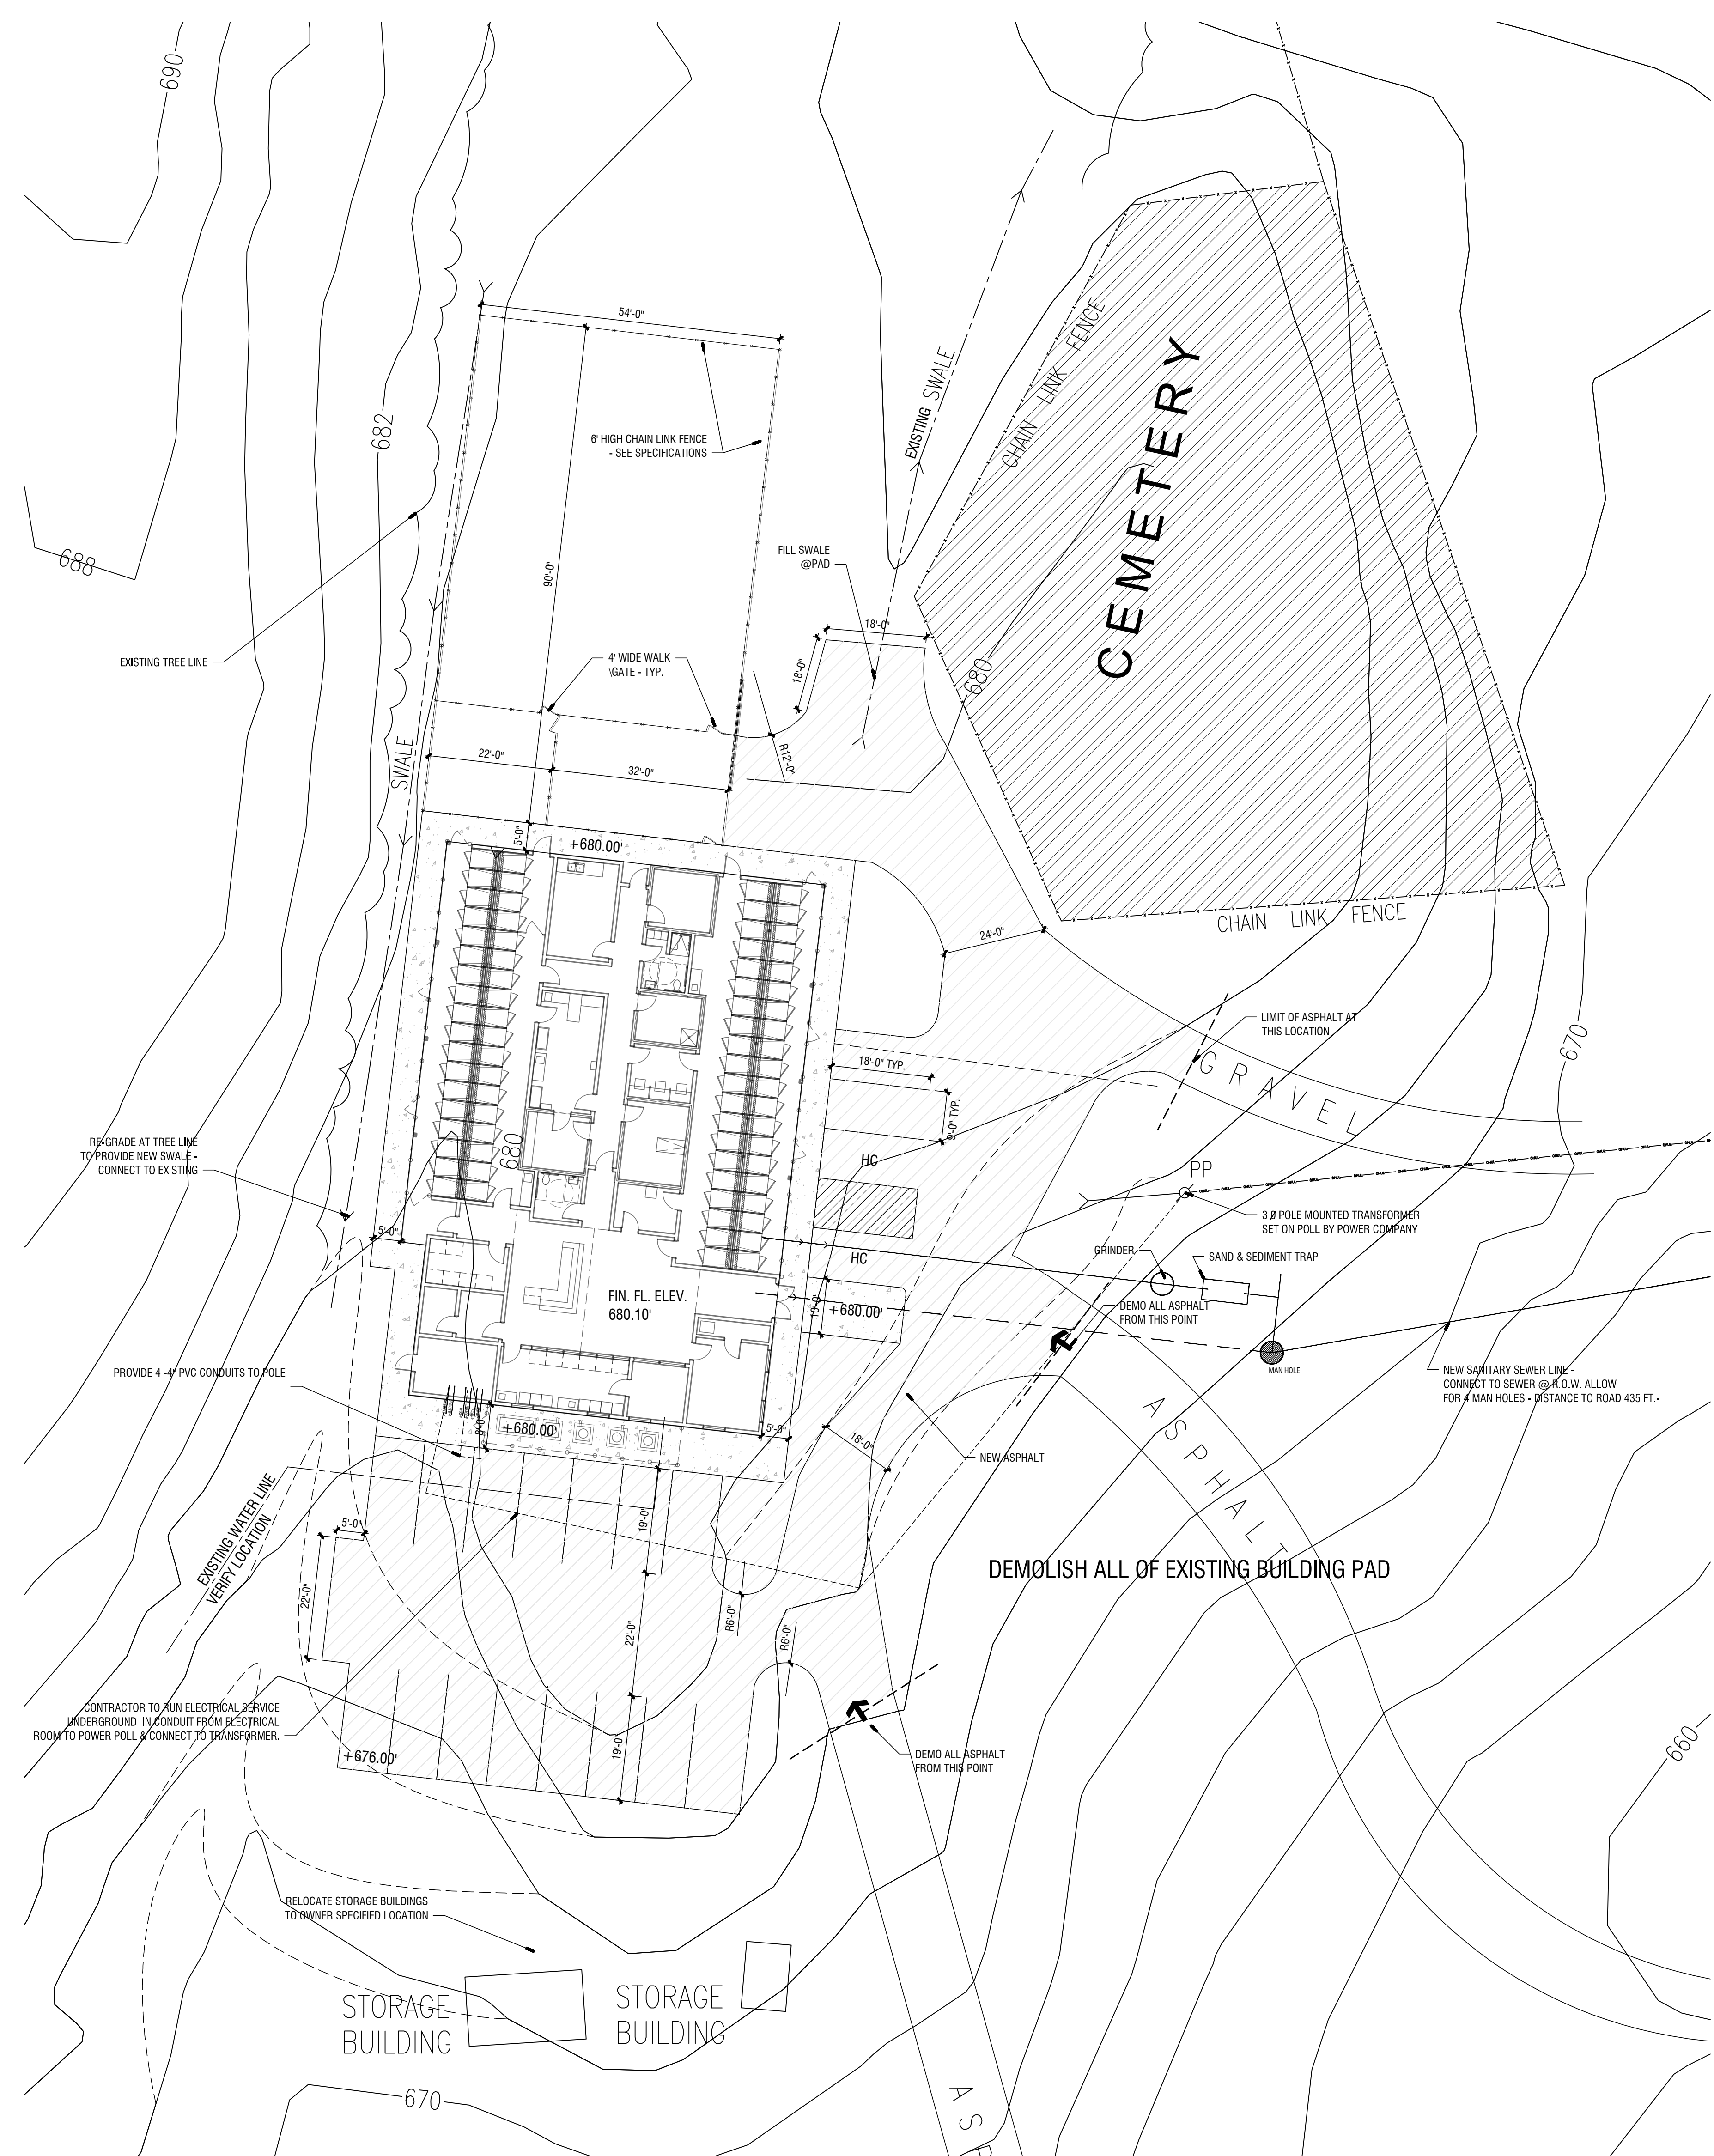 690
54'-0"
682
6' HIGH CHAIN LINK FENCE
- SEE SPECIFICATIONS
EXISTING SWALE
CHAIN LINK FENCE
CEMETERY
688
90'-0"
FILL SWALE
@PAD
18'-0"
18'-0"
EXISTING TREE LINE
4' WIDE WALK
\GATE - TYP.
680
R12'-0"
SWALE
22'-0"
32'-0"
5'-0"
+680.00'
CHAIN LINK FENCE
24'-0"
LIMIT OF ASPHALT AT
THIS LOCATION
GRAVEL
670
18'-0" TYP.
9'-0" TYP.
RE-GRADE AT TREE LINE
TO PROVIDE NEW SWALE -
CONNECT TO EXISTING
680
HC
PP
3 Ø POLE MOUNTED TRANSFORMER
SET ON POLL BY POWER COMPANY
5'-0"
HC
GRINDER
SAND & SEDIMENT TRAP
FIN. FL. ELEV.
680.10'
10'-0"
+680.00'
DEMO ALL ASPHALT
FROM THIS POINT
MAN HOLE
PROVIDE 4 -4" PVC CONDUITS TO POLE
NEW SANITARY SEWER LINE -
CONNECT TO SEWER @ R.O.W. ALLOW
FOR 4 MAN HOLES - DISTANCE TO ROAD 435 FT.-
8'-0"
+680.00'
5'-0"
18'-0"
NEW ASPHALT
ASPHALT
EXISTING WATER LINE
VERIFY LOCATION
5'-0"
19'-0"
22'-0"
DEMOLISH ALL OF EXISTING BUILDING PAD
R6'-0"
22'-0"
R6'-0"
CONTRACTOR TO RUN ELECTRICAL SERVICE
UNDERGROUND IN CONDUIT FROM ELECTRICAL
ROOM TO POWER POLL & CONNECT TO TRANSFORMER.
+676.00'
19'-0"
DEMO ALL ASPHALT
FROM THIS POINT
660
RELOCATE STORAGE BUILDINGS
TO OWNER SPECIFIED LOCATION
STORAGE
BUILDING
STORAGE
BUILDING
670
ASP